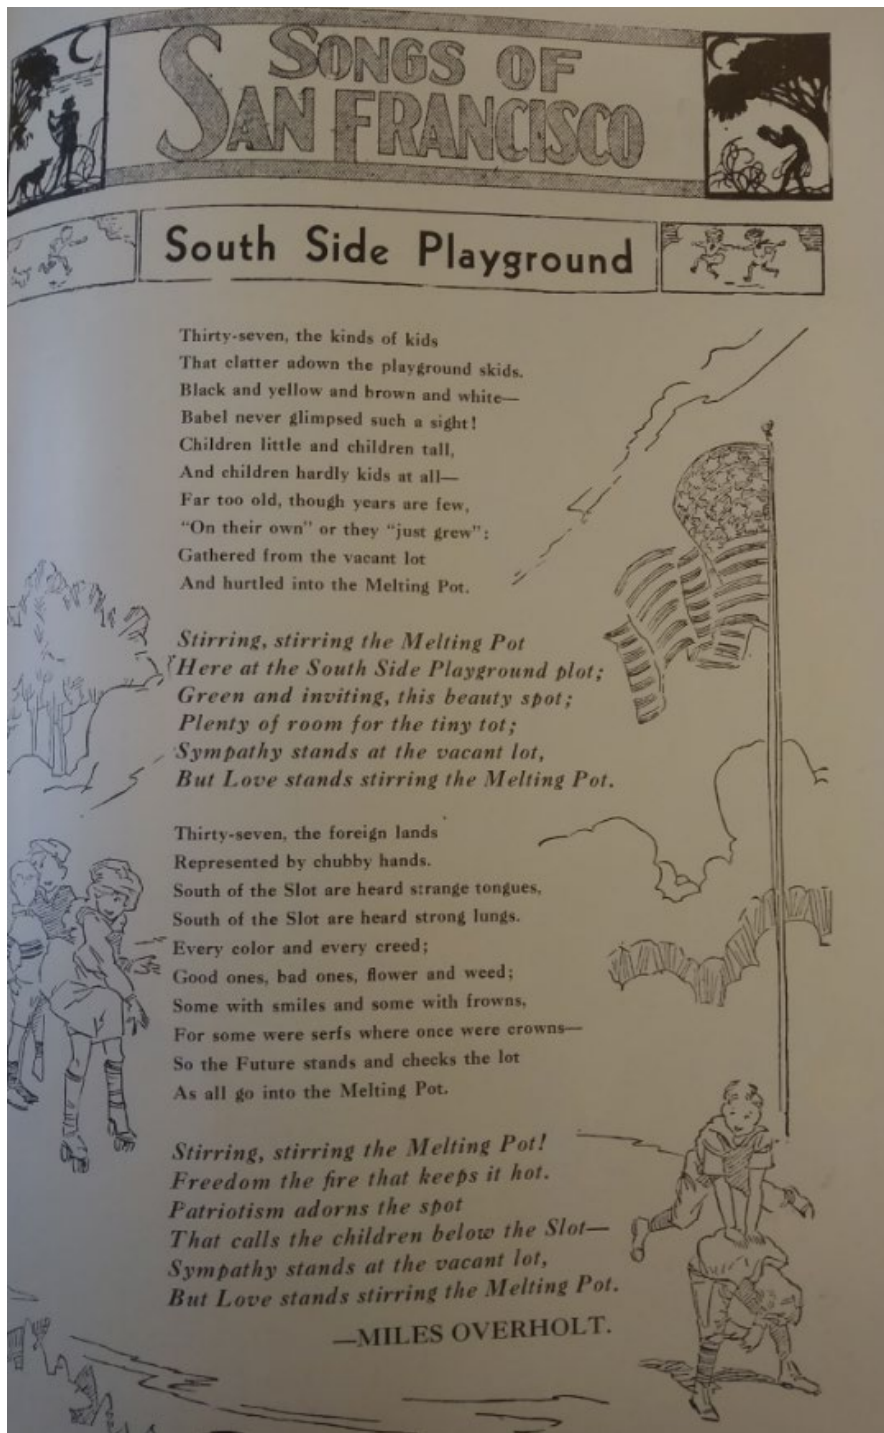 SONGS OF
SAN FRANCISCO
South Side Playground
Thirty-seven, the kinds of kids
That clatter adown the playground skids.
Black and yellow and brown and white—
Babel never glimpsed such a sight!
Children little and children tall,
And children hardly kids at all—
Far too old, though years are few,
“On their own” or they “just grew”:
Gathered from the vacant lot
And hurtled into the Melting Pot.
Stirring, stirring the Melting Pot
Here at the South Side Playground plot;
Green and inviting, this beauty spot;
Plenty of room for the tiny tot;
Sympathy stands at the vacant lot,
But Love stands stirring the Melting Pot.
Thirty-seven, the foreign lands
Represented by chubby hands.
South of the Slot are heard strange tongues,
South of the Slot are heard strong lungs.
Every color and every creed;
Good ones, bad ones, flower and weed;
Some with smiles and some with frowns,
For some were serfs where once were crowns—
So the Future stands and checks the lot
As all go into the Melting Pot.
Stirring, stirring the Melting Pot!
Freedom the fire that keeps it hot.
Patriotism adorns the spot
That calls the children below the Slot—
Sympathy stands at the vacant lot,
But Love stands stirring the Melting Pot.
—MILES OVERHOLT.